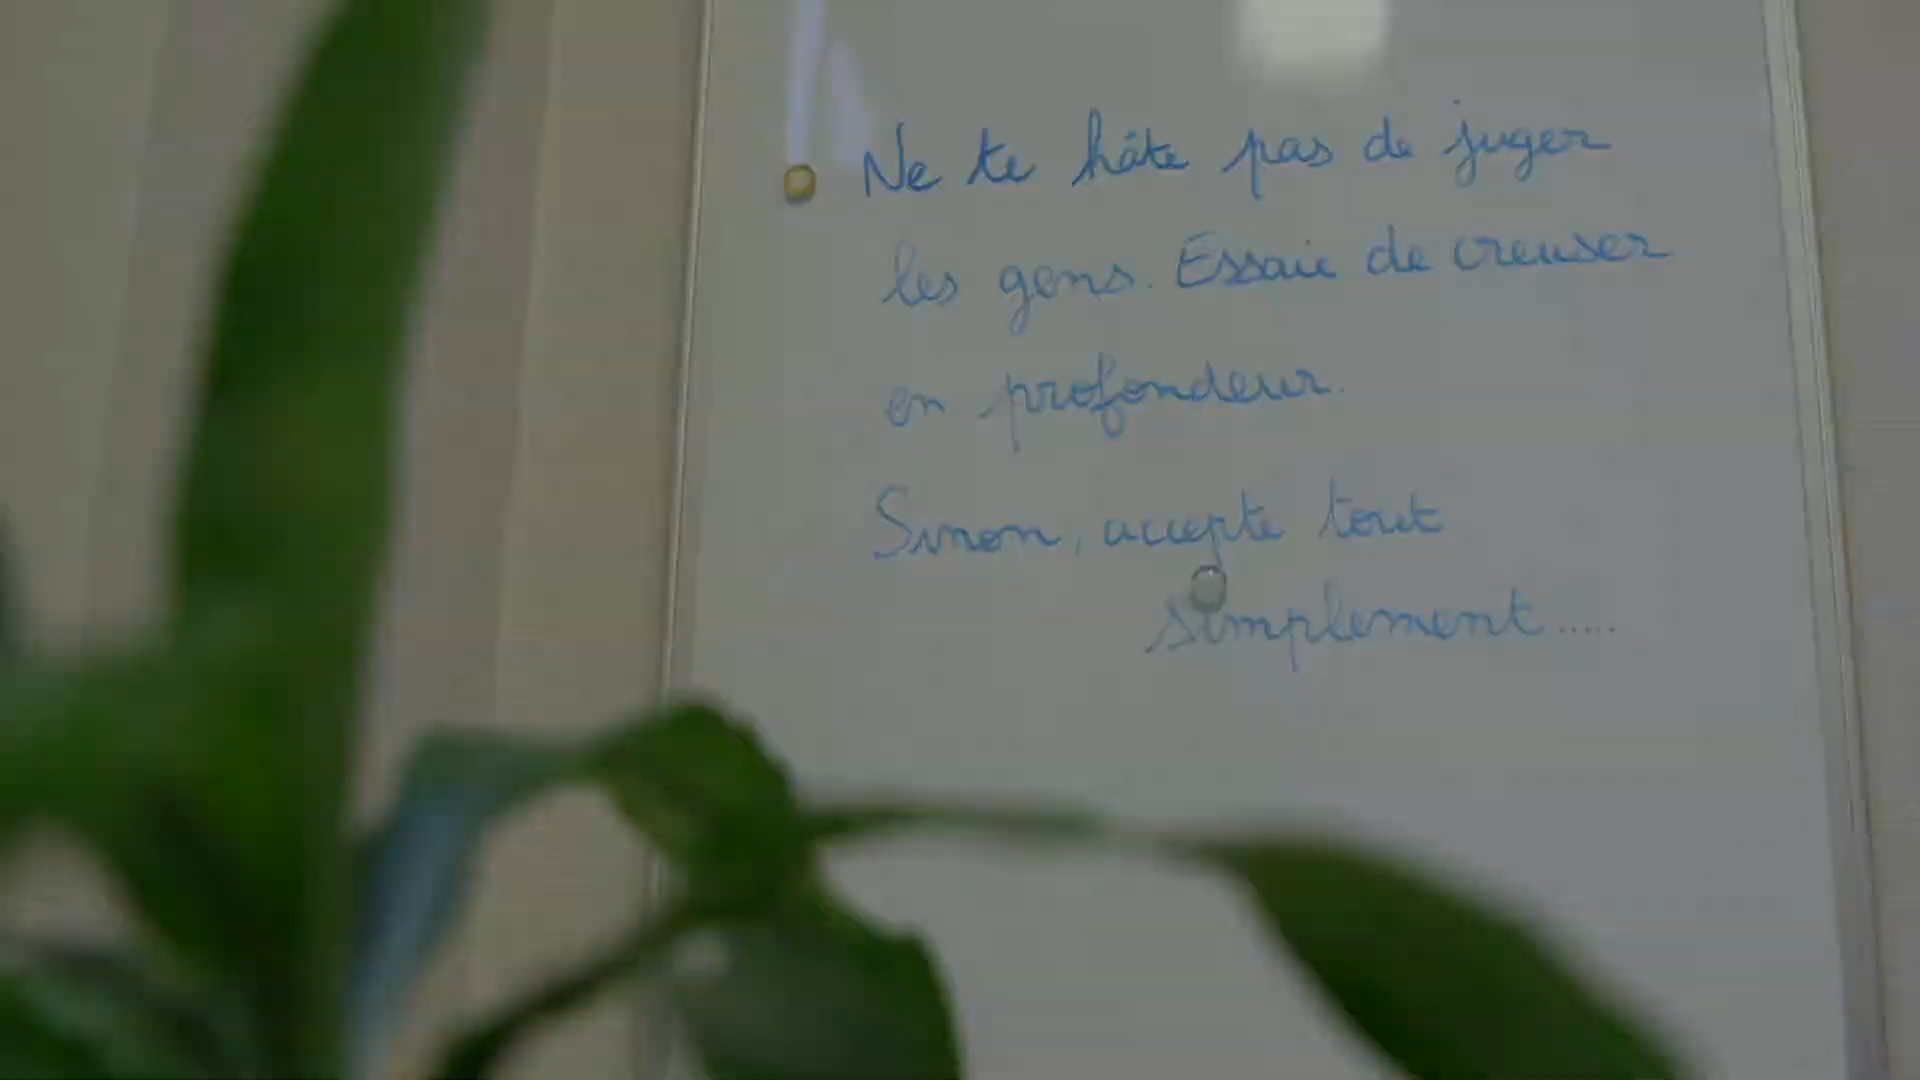 Ne te hâte pas de juger
les gens. Essaie de creuser
en profondeur.
Sinon, accepte tout
simplement.....